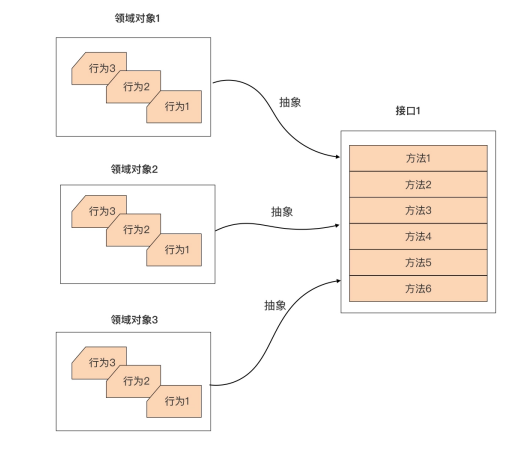 领域对象1
行为3
行为2
行为1
抽象
领域对象2
行为3
行为2
行为1
抽象
领域对象3
行为3
行为2
行为1
抽象
接口1
方法1
方法2
方法3
方法4
方法5
方法6